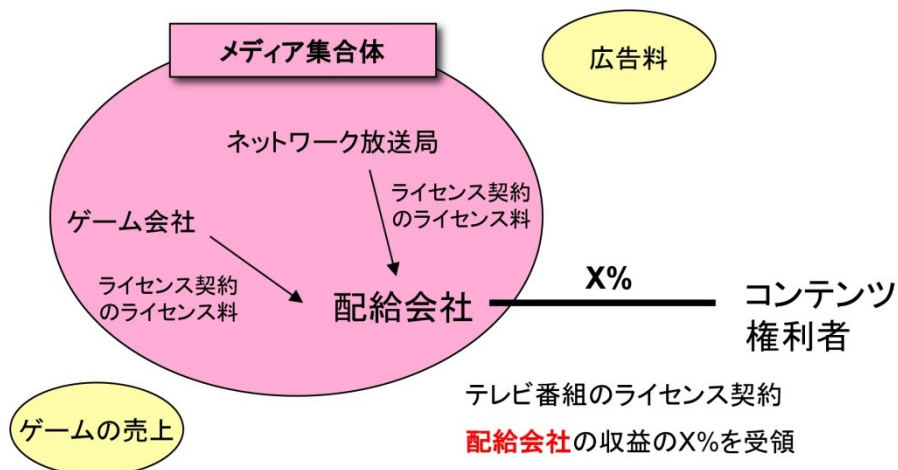 メディア集合体
広告料
ネットワーク放送局
ライセンス契約
のライセンス料
ゲーム会社
ライセンス契約
のライセンス料
配給会社
X%
コンテンツ
権利者
テレビ番組のライセンス契約
配給会社の収益のX%を受領
ゲームの売上